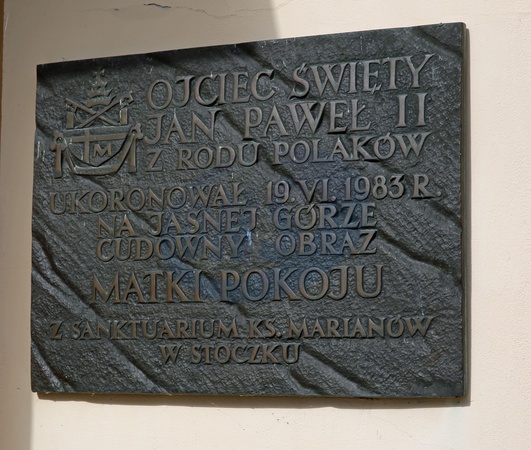 OJCIEC ŚWIĘTY
JAN PAWEŁ II
Z RODU POLAKÓW
UKORONOWAŁ 19.VI.1983 R.
NA JASNEJ GÓRZE
CUDOWNY OBRAZ
MATKI POKOJU
Z SANKTUARIUM KS. MARIANÓW
W STOCZKU
M